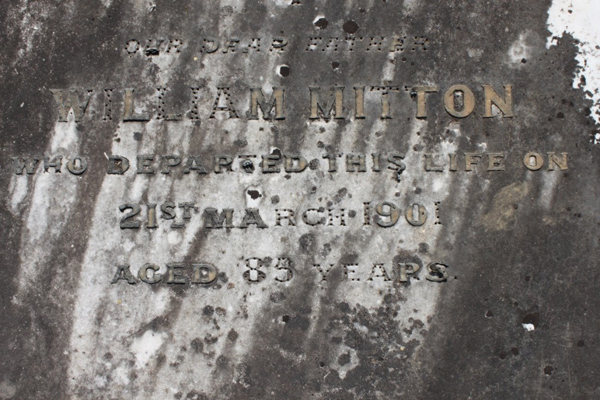 OUR DEAR FATHER
WILLIAM MITTON
WHO DEPARTED THIS LIFE ON
21ST MARCH 1901
AGED 83 YEARS.